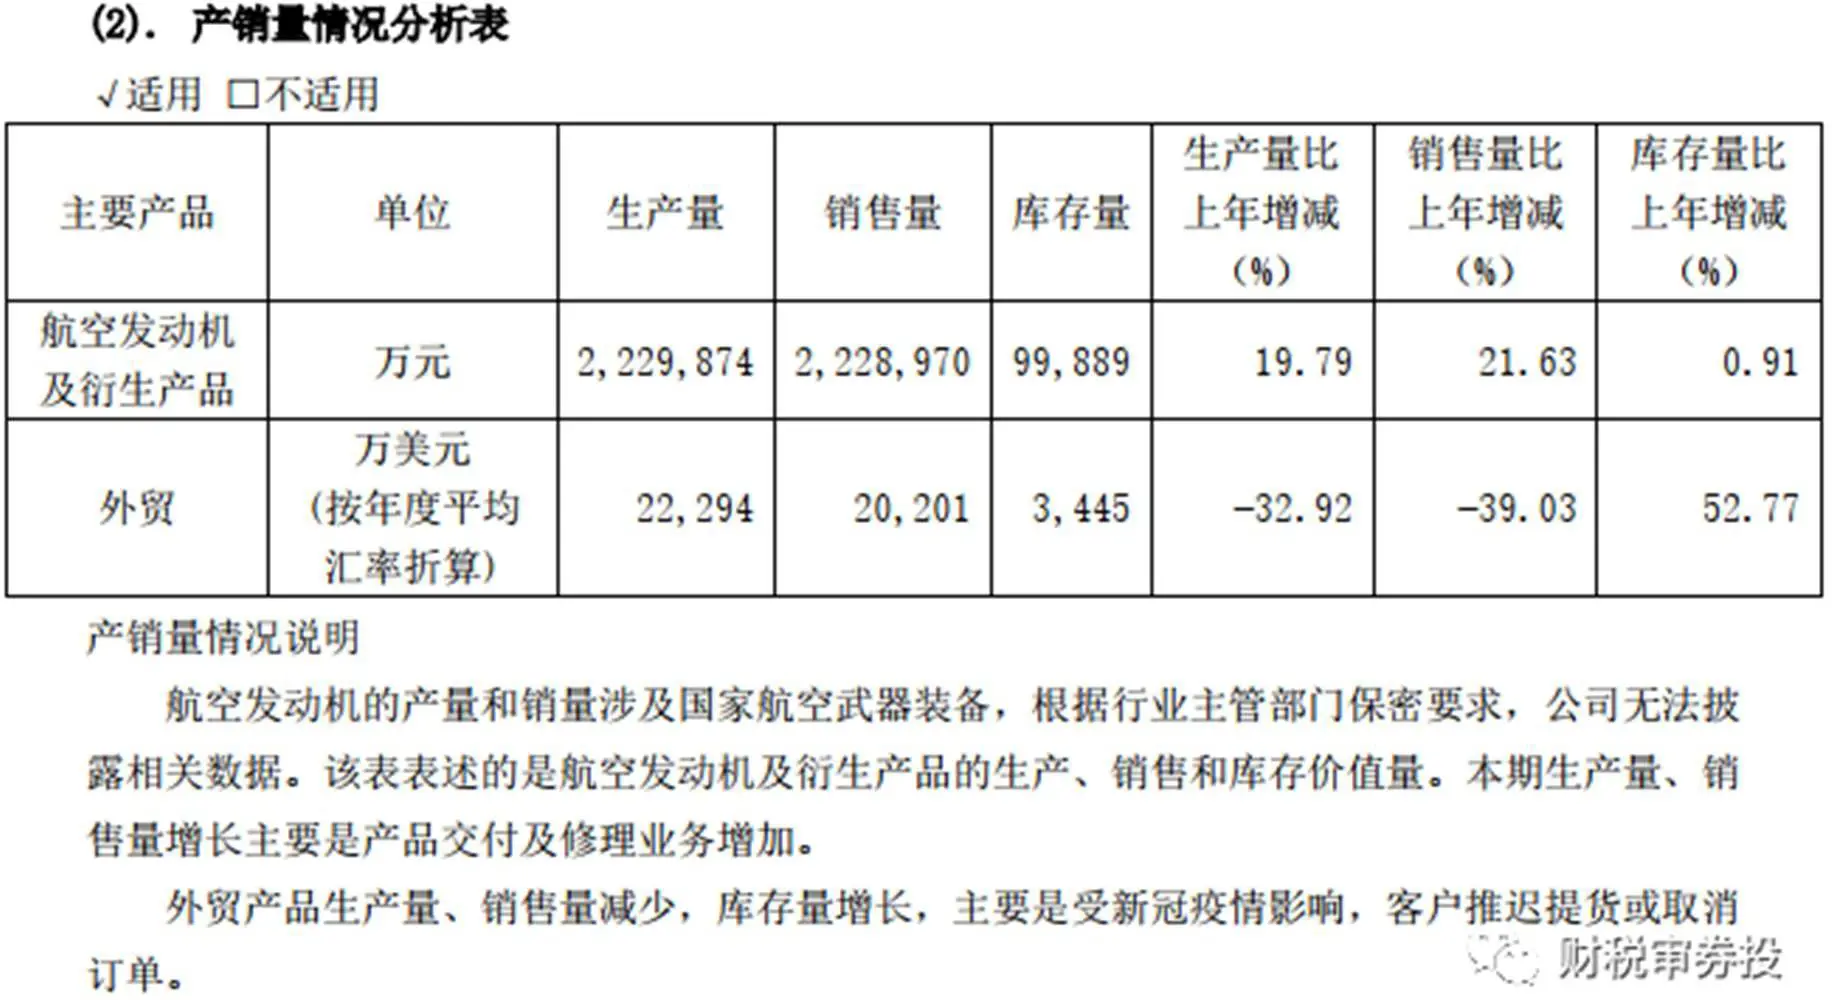 (2). 产销量情况分析表
√适用 □不适用
主要产品 单位 生产量 销售量 库存量 生产量比上年增减（%） 销售量比上年增减（%） 库存量比上年增减（%）
航空发动机及衍生产品 万元 2,229,874 2,228,970 99,889 19.79 21.63 0.91
外贸 万美元(按年度平均汇率折算) 22,294 20,201 3,445 -32.92 -39.03 52.77
产销量情况说明
航空发动机的产量和销量涉及国家航空武器装备，根据行业主管部门保密要求，公司无法披
露相关数据。该表表述的是航空发动机及衍生产品的生产、销售和库存价值量。本期生产量、销
售量增长主要是产品交付及修理业务增加。
外贸产品生产量、销售量减少，库存量增长，主要是受新冠疫情影响，客户推迟提货或取消
订单。
财税审券投